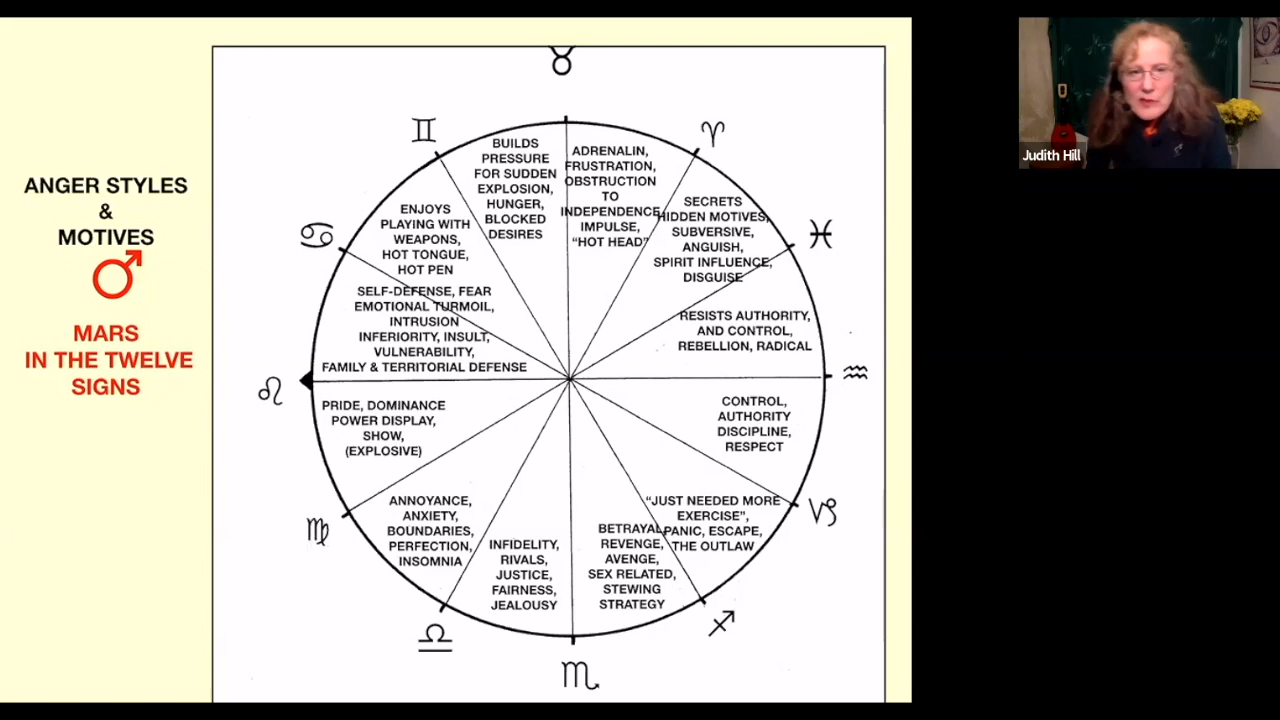 ANGER STYLES
&
MOTIVES
♂
MARS
IN THE TWELVE
SIGNS
♉
♊
BUILDS
PRESSURE
FOR SUDDEN
EXPLOSION,
HUNGER,
BLOCKED
DESIRES
ADRENALIN,
FRUSTRATION,
OBSTRUCTION
TO
INDEPENDENCE
IMPULSE,
“HOT HEAD”
♈
♋
ENJOYS
PLAYING WITH
WEAPONS,
HOT TONGUE,
HOT PEN
SECRETS
HIDDEN MOTIVES,
SUBVERSIVE,
ANGUISH,
SPIRIT INFLUENCE,
DISGUISE
♓
SELF-DEFENSE, FEAR
EMOTIONAL TURMOIL,
INTRUSION
INFERIORITY, INSULT,
VULNERABILITY,
FAMILY & TERRITORIAL DEFENSE
RESISTS AUTHORITY,
AND CONTROL,
REBELLION, RADICAL
♌
♒
PRIDE, DOMINANCE
POWER DISPLAY,
SHOW,
(EXPLOSIVE)
CONTROL,
AUTHORITY
DISCIPLINE,
RESPECT
♍
ANNOYANCE,
ANXIETY,
BOUNDARIES,
PERFECTION,
INSOMNIA
INFIDELITY,
RIVALS,
JUSTICE,
FAIRNESS,
JEALOUSY
BETRAYAL,
REVENGE,
AVENGE,
SEX RELATED,
STEWING
STRATEGY
“JUST NEEDED MORE
EXERCISE”,
PANIC, ESCAPE,
THE OUTLAW
♑
♎
♏
♐
Judith Hill